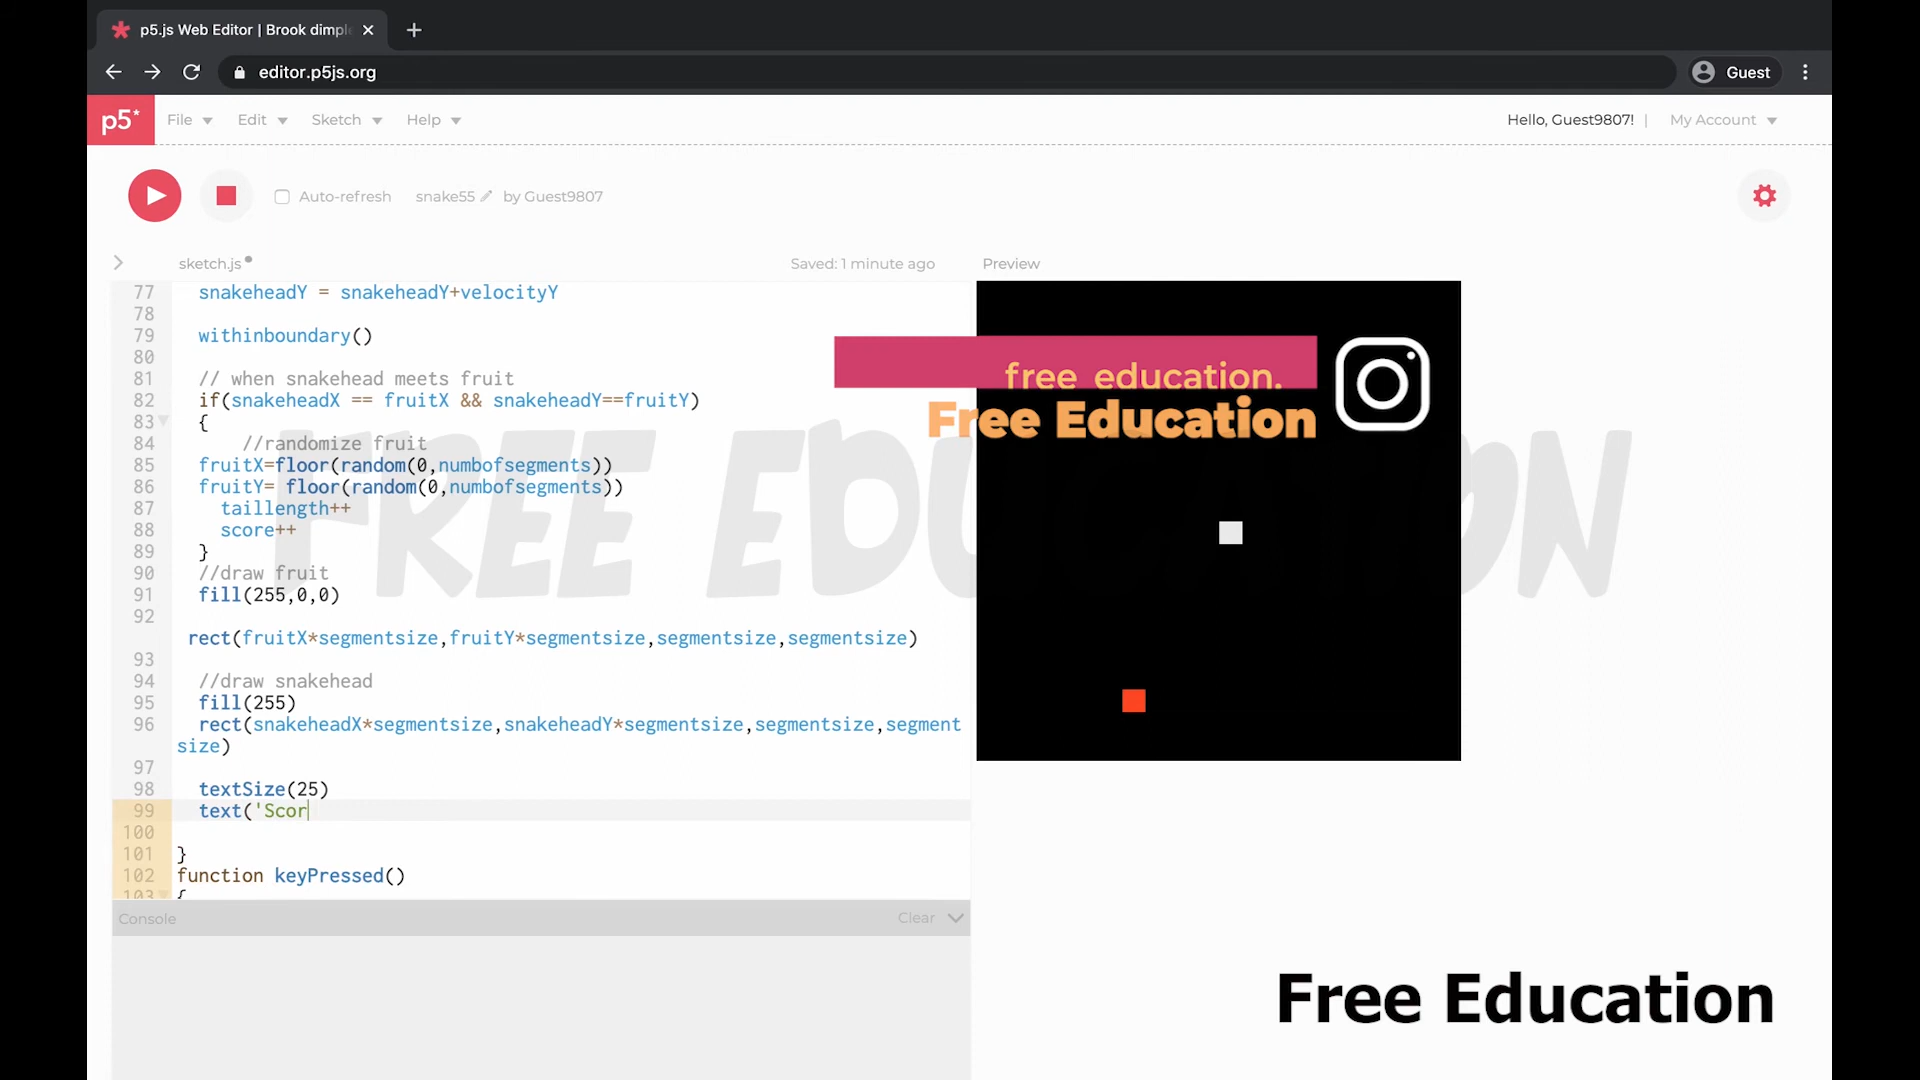 p5.js Web Editor | Brook dimpl
editor.p5js.org
Guest
p5*
File
Edit
Sketch
Help
Hello, Guest9807! |
My Account
Auto-refresh
snake55
by Guest9807
sketch.js
Saved: 1 minute ago
Preview
77 snakeheadY = snakeheadY+velocityY
78
79 withinboundary()
80
81 // when snakehead meets fruit
82 if(snakeheadX == fruitX && snakeheadY==fruitY)
83 {
84 //randomize fruit
85 fruitX=floor(random(0,numbofsegments))
86 fruitY= floor(random(0,numbofsegments))
87 taillength++
88 score++
89 }
90 //draw fruit
91 fill(255,0,0)
92
rect(fruitX*segmentsize,fruitY*segmentsize,segmentsize,segmentsize)
93
94 //draw snakehead
95 fill(255)
96 rect(snakeheadX*segmentsize,snakeheadY*segmentsize,segmentsize,segment
size)
97
98 textSize(25)
99 text('Scor
100
101 }
102 function keyPressed()
103 {
free_education.
Free Education
FREE EDUCATION
Console
Clear
Free Education